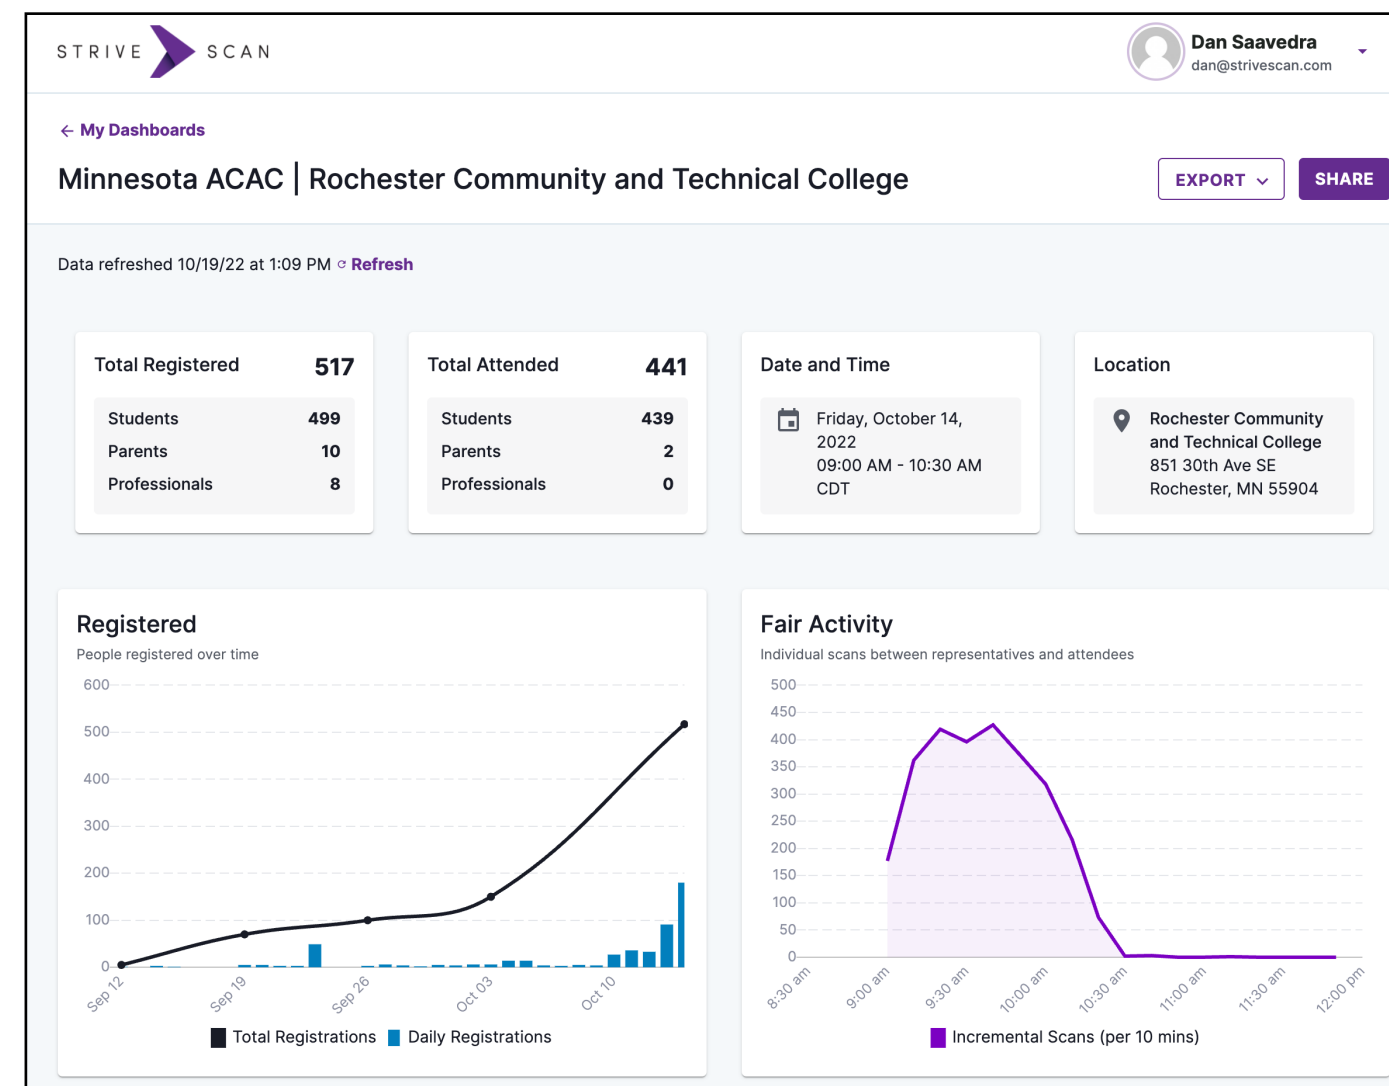 STRIVE SCAN
Dan Saavedra
dan@strivescan.com
← My Dashboards
Minnesota ACAC | Rochester Community and Technical College
EXPORT
SHARE
Data refreshed 10/19/22 at 1:09 PM Refresh
Total Registered 517
Students 499
Parents 10
Professionals 8
Total Attended 441
Students 439
Parents 2
Professionals 0
Date and Time
Friday, October 14,
2022
09:00 AM - 10:30 AM
CDT
Location
Rochester Community
and Technical College
851 30th Ave SE
Rochester, MN 55904
Registered
People registered over time
600
500
400
300
200
100
0
Sep 12
Sep 19
Sep 26
Oct 03
Oct 10
Total Registrations Daily Registrations
Fair Activity
Individual scans between representatives and attendees
500
450
400
350
300
250
200
150
100
50
0
8:30 am
9:00 am
9:30 am
10:00 am
10:30 am
11:00 am
11:30 am
12:00 pm
Incremental Scans (per 10 mins)